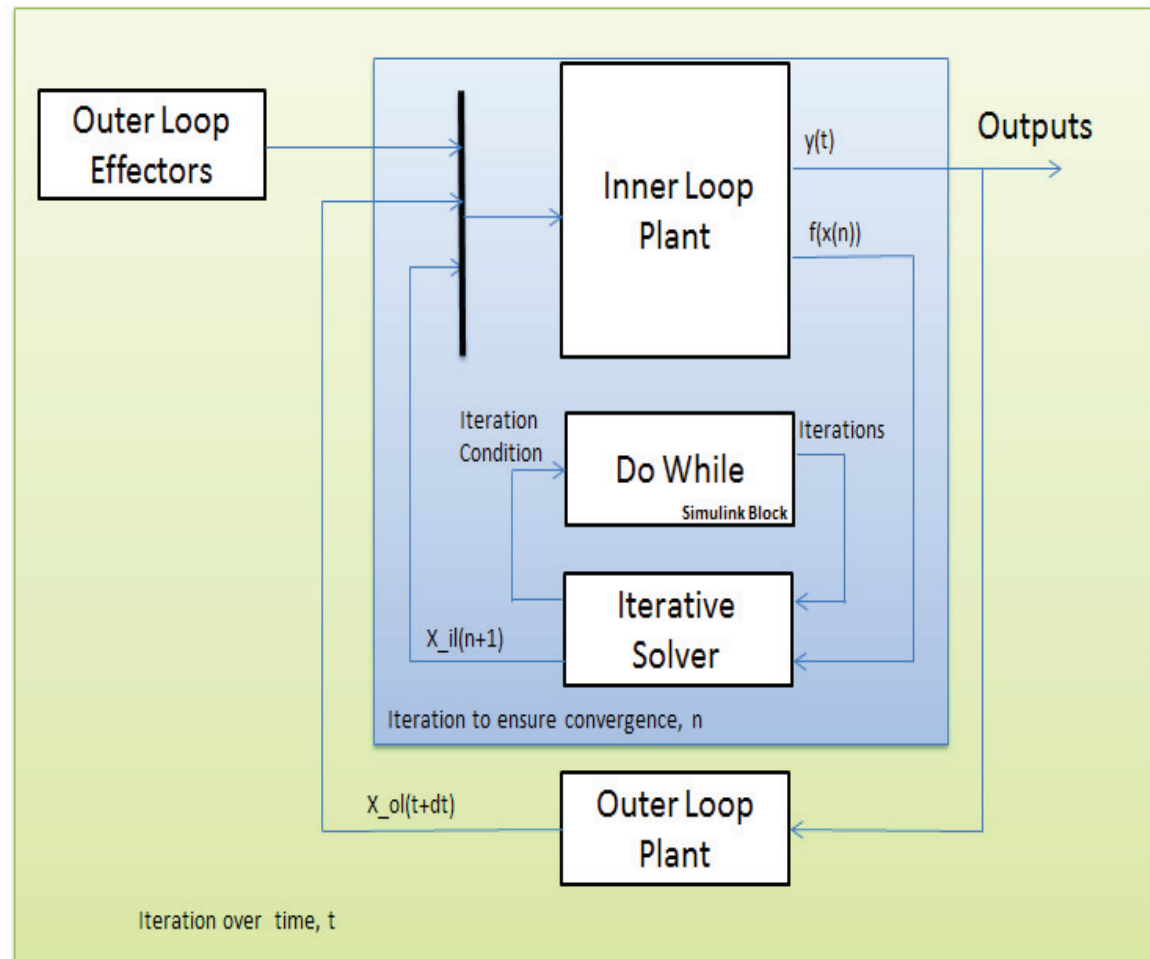 Outer Loop
Effectors
Inner Loop
Plant
y(t)
Outputs
f(x(n))
Iteration
Condition
Do While
Simulink Block
Iterations
Iterative
Solver
X_il(n+1)
Iteration to ensure convergence, n
X_ol(t+dt)
Outer Loop
Plant
Iteration over time, t